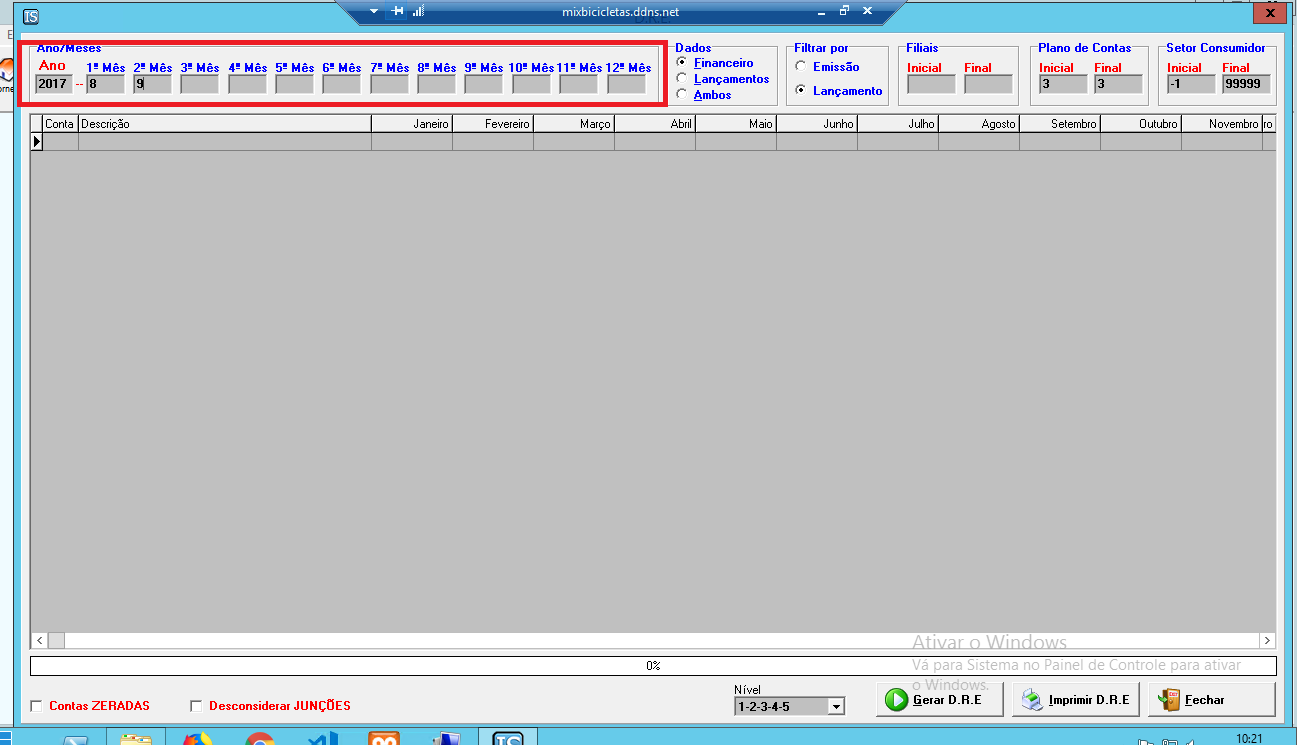 mixbicicletas.ddns.net
Ano/Meses
Ano 1º Mês 2º Mês 3º Mês 4º Mês 5º Mês 6º Mês 7º Mês 8º Mês 9º Mês 10º Mês 11º Mês 12º Mês
2017 -- 8 9
Dados
Financeiro
Lançamentos
Ambos
Filtrar por
Emissão
Lançamento
Filiais
Inicial Final
Plano de Contas
Inicial Final
3 3
Setor Consumidor
Inicial Final
-1 99999
Conta Descrição Janeiro Fevereiro Março Abril Maio Junho Julho Agosto Setembro Outubro Novembro ro
0%
Ativar o Windows
Vá para Sistema no Painel de Controle para ativar
o Windows.
Contas ZERADAS Desconsiderar JUNÇÕES
Nível
1-2-3-4-5
Gerar D.R.E Imprimir D.R.E Fechar
10:21